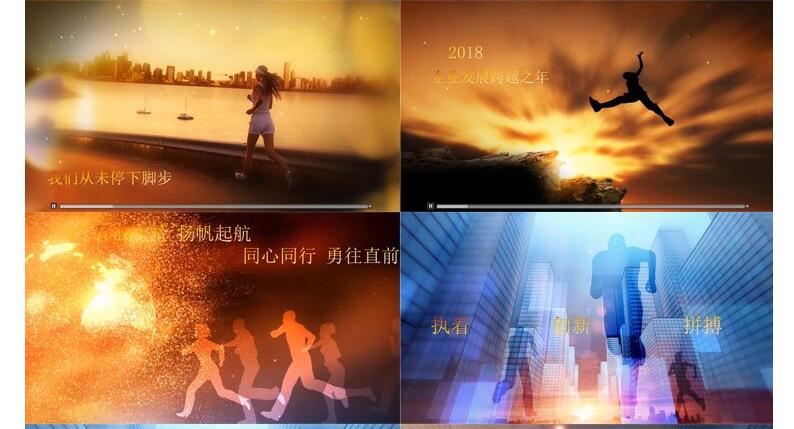 我们从未停下脚步
2018
企业发展跨越之年
扬帆起航
同心同行 勇往直前
执着 创新 拼搏